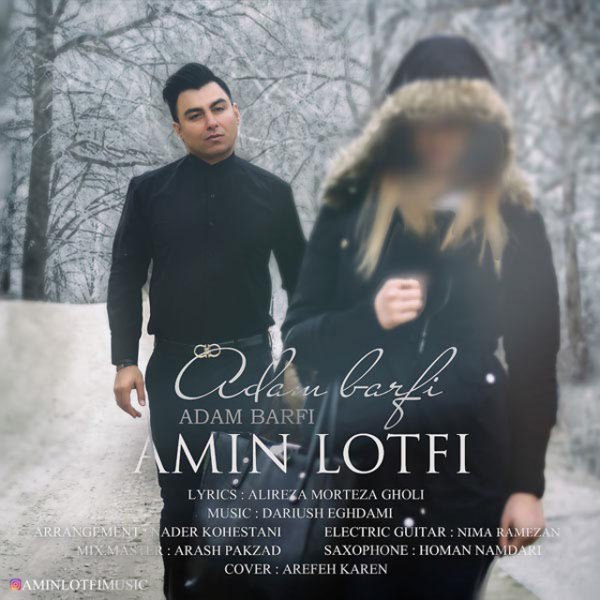 Adam barfi
ADAM BARFI
AMIN LOTFI
LYRICS : ALIREZA MORTEZA GHOLI
MUSIC : DARIUSH EGHDAMI
ARRANGEMENT : NADER KOHESTANI ELECTRIC GUITAR : NIMA RAMEZAN
MIX.MASTER : ARASH PAKZAD SAXOPHONE : HOMAN NAMDARI
COVER : AREFEH KAREN
AMINLOTFIMUSIC